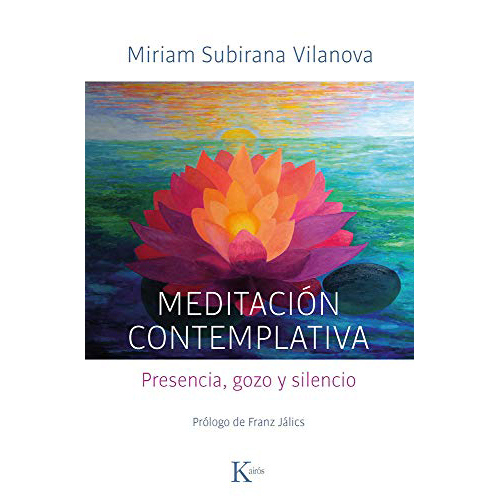 Miriam Subirana Vilanova
MEDITACIÓN
CONTEMPLATIVA
Presencia, gozo y silencio
Prólogo de Franz Jálics
Kairós